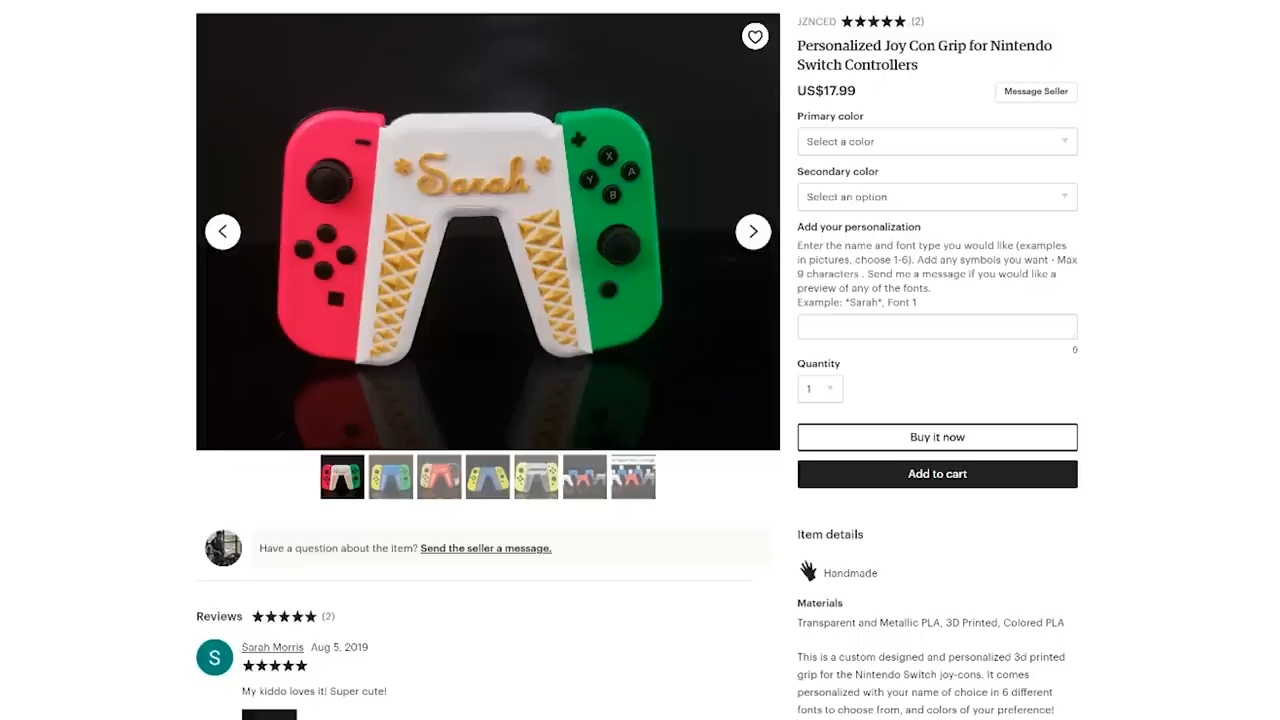 JZNCED ★★★★★ (2)
Personalized Joy Con Grip for Nintendo
Switch Controllers
US$17.99
Message Seller
Primary color
Select a color
Secondary color
Select an option
Add your personalization
Enter the name and font type you would like (examples
in pictures, choose 1-6). Add any symbols you want - Max
9 characters . Send me a message if you would like a
preview of any of the fonts.
Example: *Sarah*, Font 1
9
Quantity
1
Buy it now
Add to cart
*Sarah*
X
Y
A
B
Have a question about the item? Send the seller a message.
Reviews ★★★★★ (2)
S
Sarah Morris Aug 5, 2019
★★★★★
My kiddo loves it! Super cute!
Item details
Handmade
Materials
Transparent and Metallic PLA, 3D Printed, Colored PLA
This is a custom designed and personalized 3d printed
grip for the Nintendo Switch joy-cons. It comes
personalized with your name of choice in 6 different
fonts to choose from, and colors of your preference!